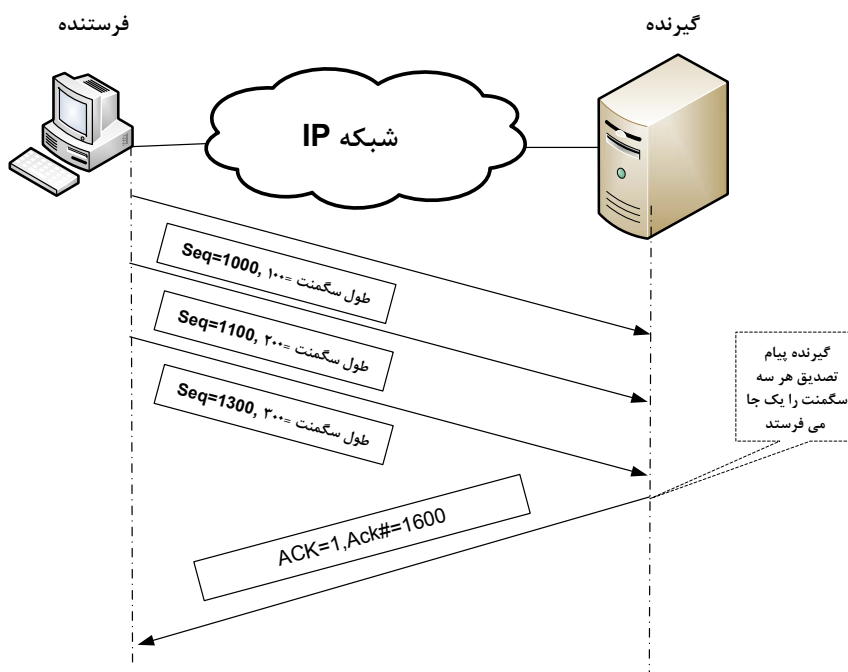 فرستنده
گیرنده
شبکه IP
Seq=1000, طول سگمنت =۱۰۰
Seq=1100, طول سگمنت =۲۰۰
Seq=1300, طول سگمنت =۳۰۰
گیرنده پیام
تصدیق هر سه
سگمنت را یک جا
می فرستد
ACK=1,Ack#=1600